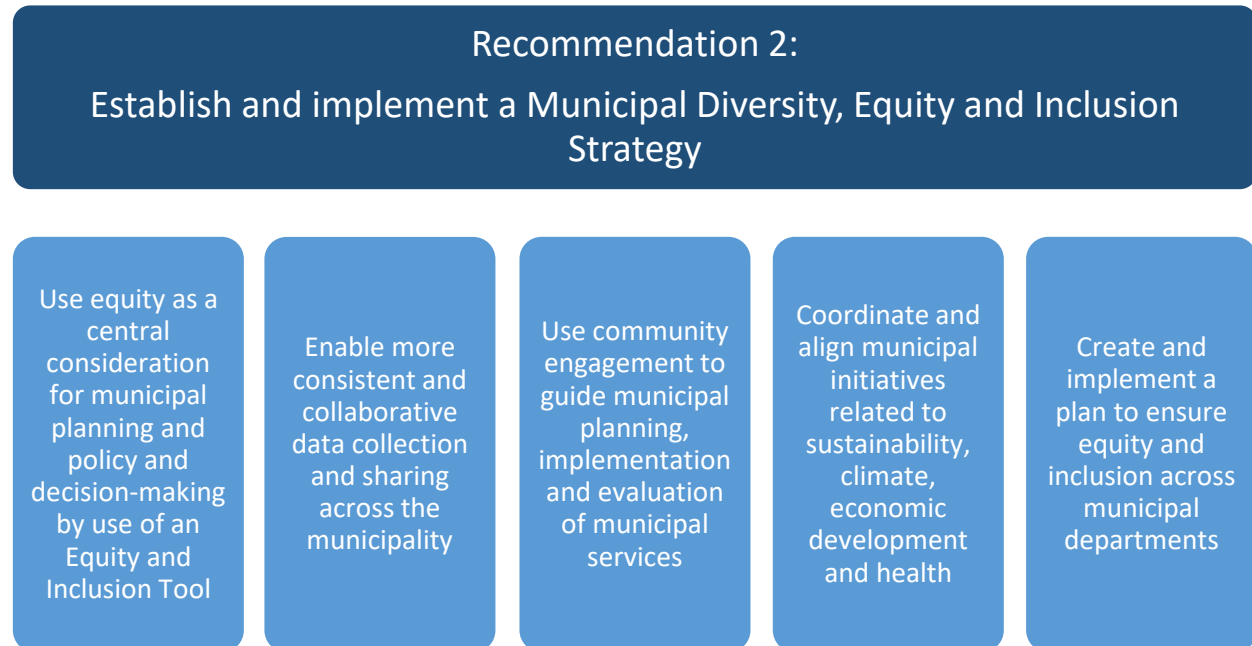 Recommendation 2:
Establish and implement a Municipal Diversity, Equity and Inclusion
Strategy
Use equity as a
central
consideration
for municipal
planning and
policy and
decision-making
by use of an
Equity and
Inclusion Tool
Enable more
consistent and
collaborative
data collection
and sharing
across the
municipality
Use community
engagement to
guide municipal
planning,
implementation
and evaluation
of municipal
services
Coordinate and
align municipal
initiatives
related to
sustainability,
climate,
economic
development
and health
Create and
implement a
plan to ensure
equity and
inclusion across
municipal
departments